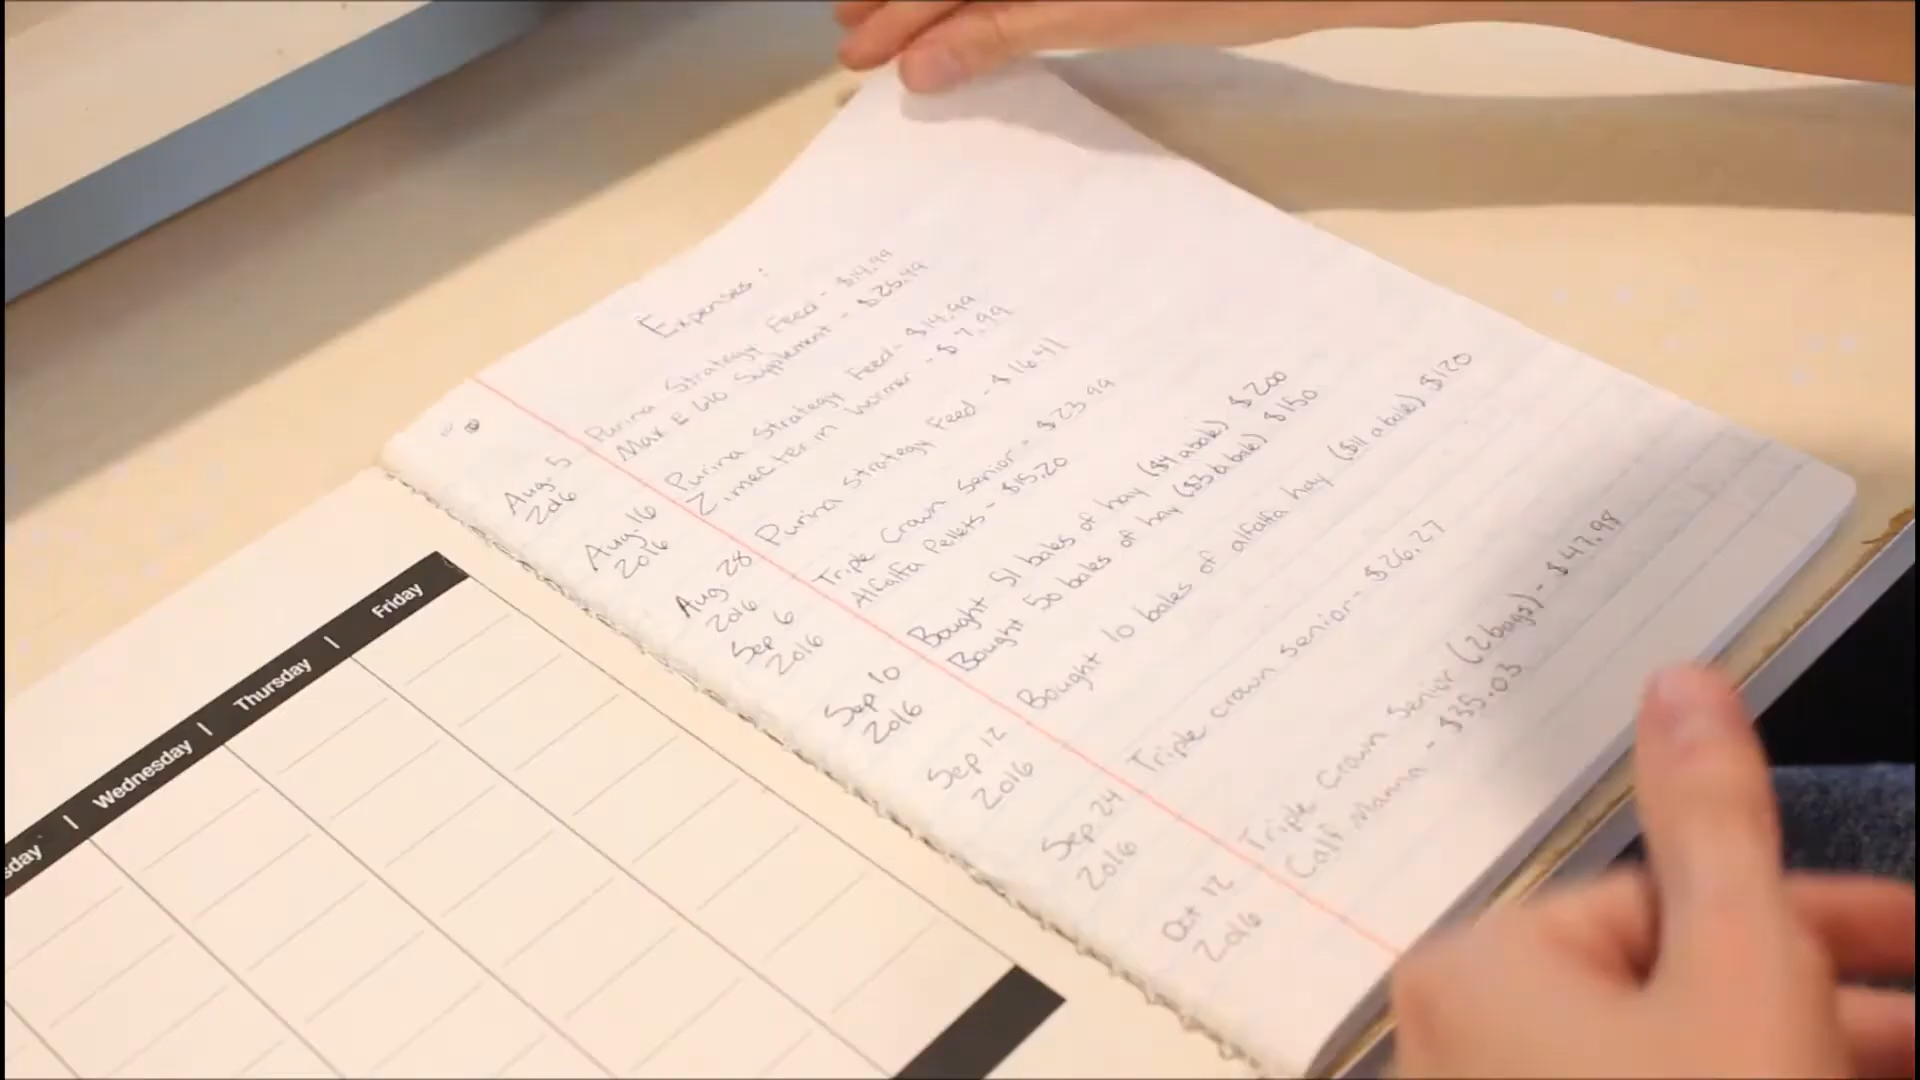 Expenses:
Aug. 5 2016 Purina Strategy Feed - $14.99
Max E Glo Supplement - $25.49
Aug. 16 2016 Purina Strategy Feed - $14.99
Zimecterin Wormer - $7.99
Aug. 28 2016 Purina Strategy Feed - $16.41
Sep 6 2016 Triple Crown Senior - $23.99
Alfalfa Pellets - $15.20
Sep 10 2016 Bought 51 bales of hay ($4 a bale) $200
Bought 50 bales of hay ($3 a bale) $150
Sep 12 2016 Bought 10 bales of alfalfa hay ($11 a bale) $120
Sep 24 2016 Triple crown senior - $26.27
Oct 12 2016 Triple Crown Senior (2 bags) - $47.98
Calf Manna - $35.03
sday | Wednesday | Thursday | Friday